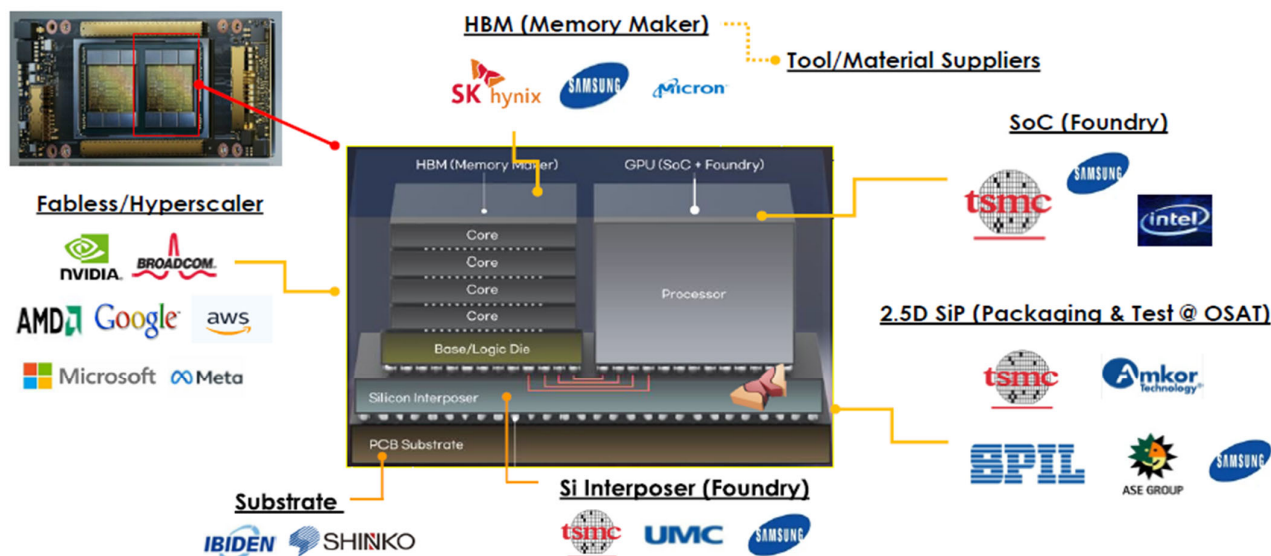 HBM (Memory Maker)
SK hynix
SAMSUNG
Micron
Tool/Material Suppliers
SoC (Foundry)
tsmc
SAMSUNG
intel
Fabless/Hyperscaler
NVIDIA.
BROADCOM.
AMD
Google
aws
Microsoft
Meta
HBM (Memory Maker)
GPU (SoC + Foundry)
Core
Core
Core
Core
Base/Logic Die
Processor
Silicon Interposer
PCB Substrate
2.5D SiP (Packaging & Test @ OSAT)
tsmc
Amkor
Technology®
SPIL
ASE GROUP
SAMSUNG
Substrate
IBIDEN
SHINKO
Si Interposer (Foundry)
tsmc
UMC
SAMSUNG